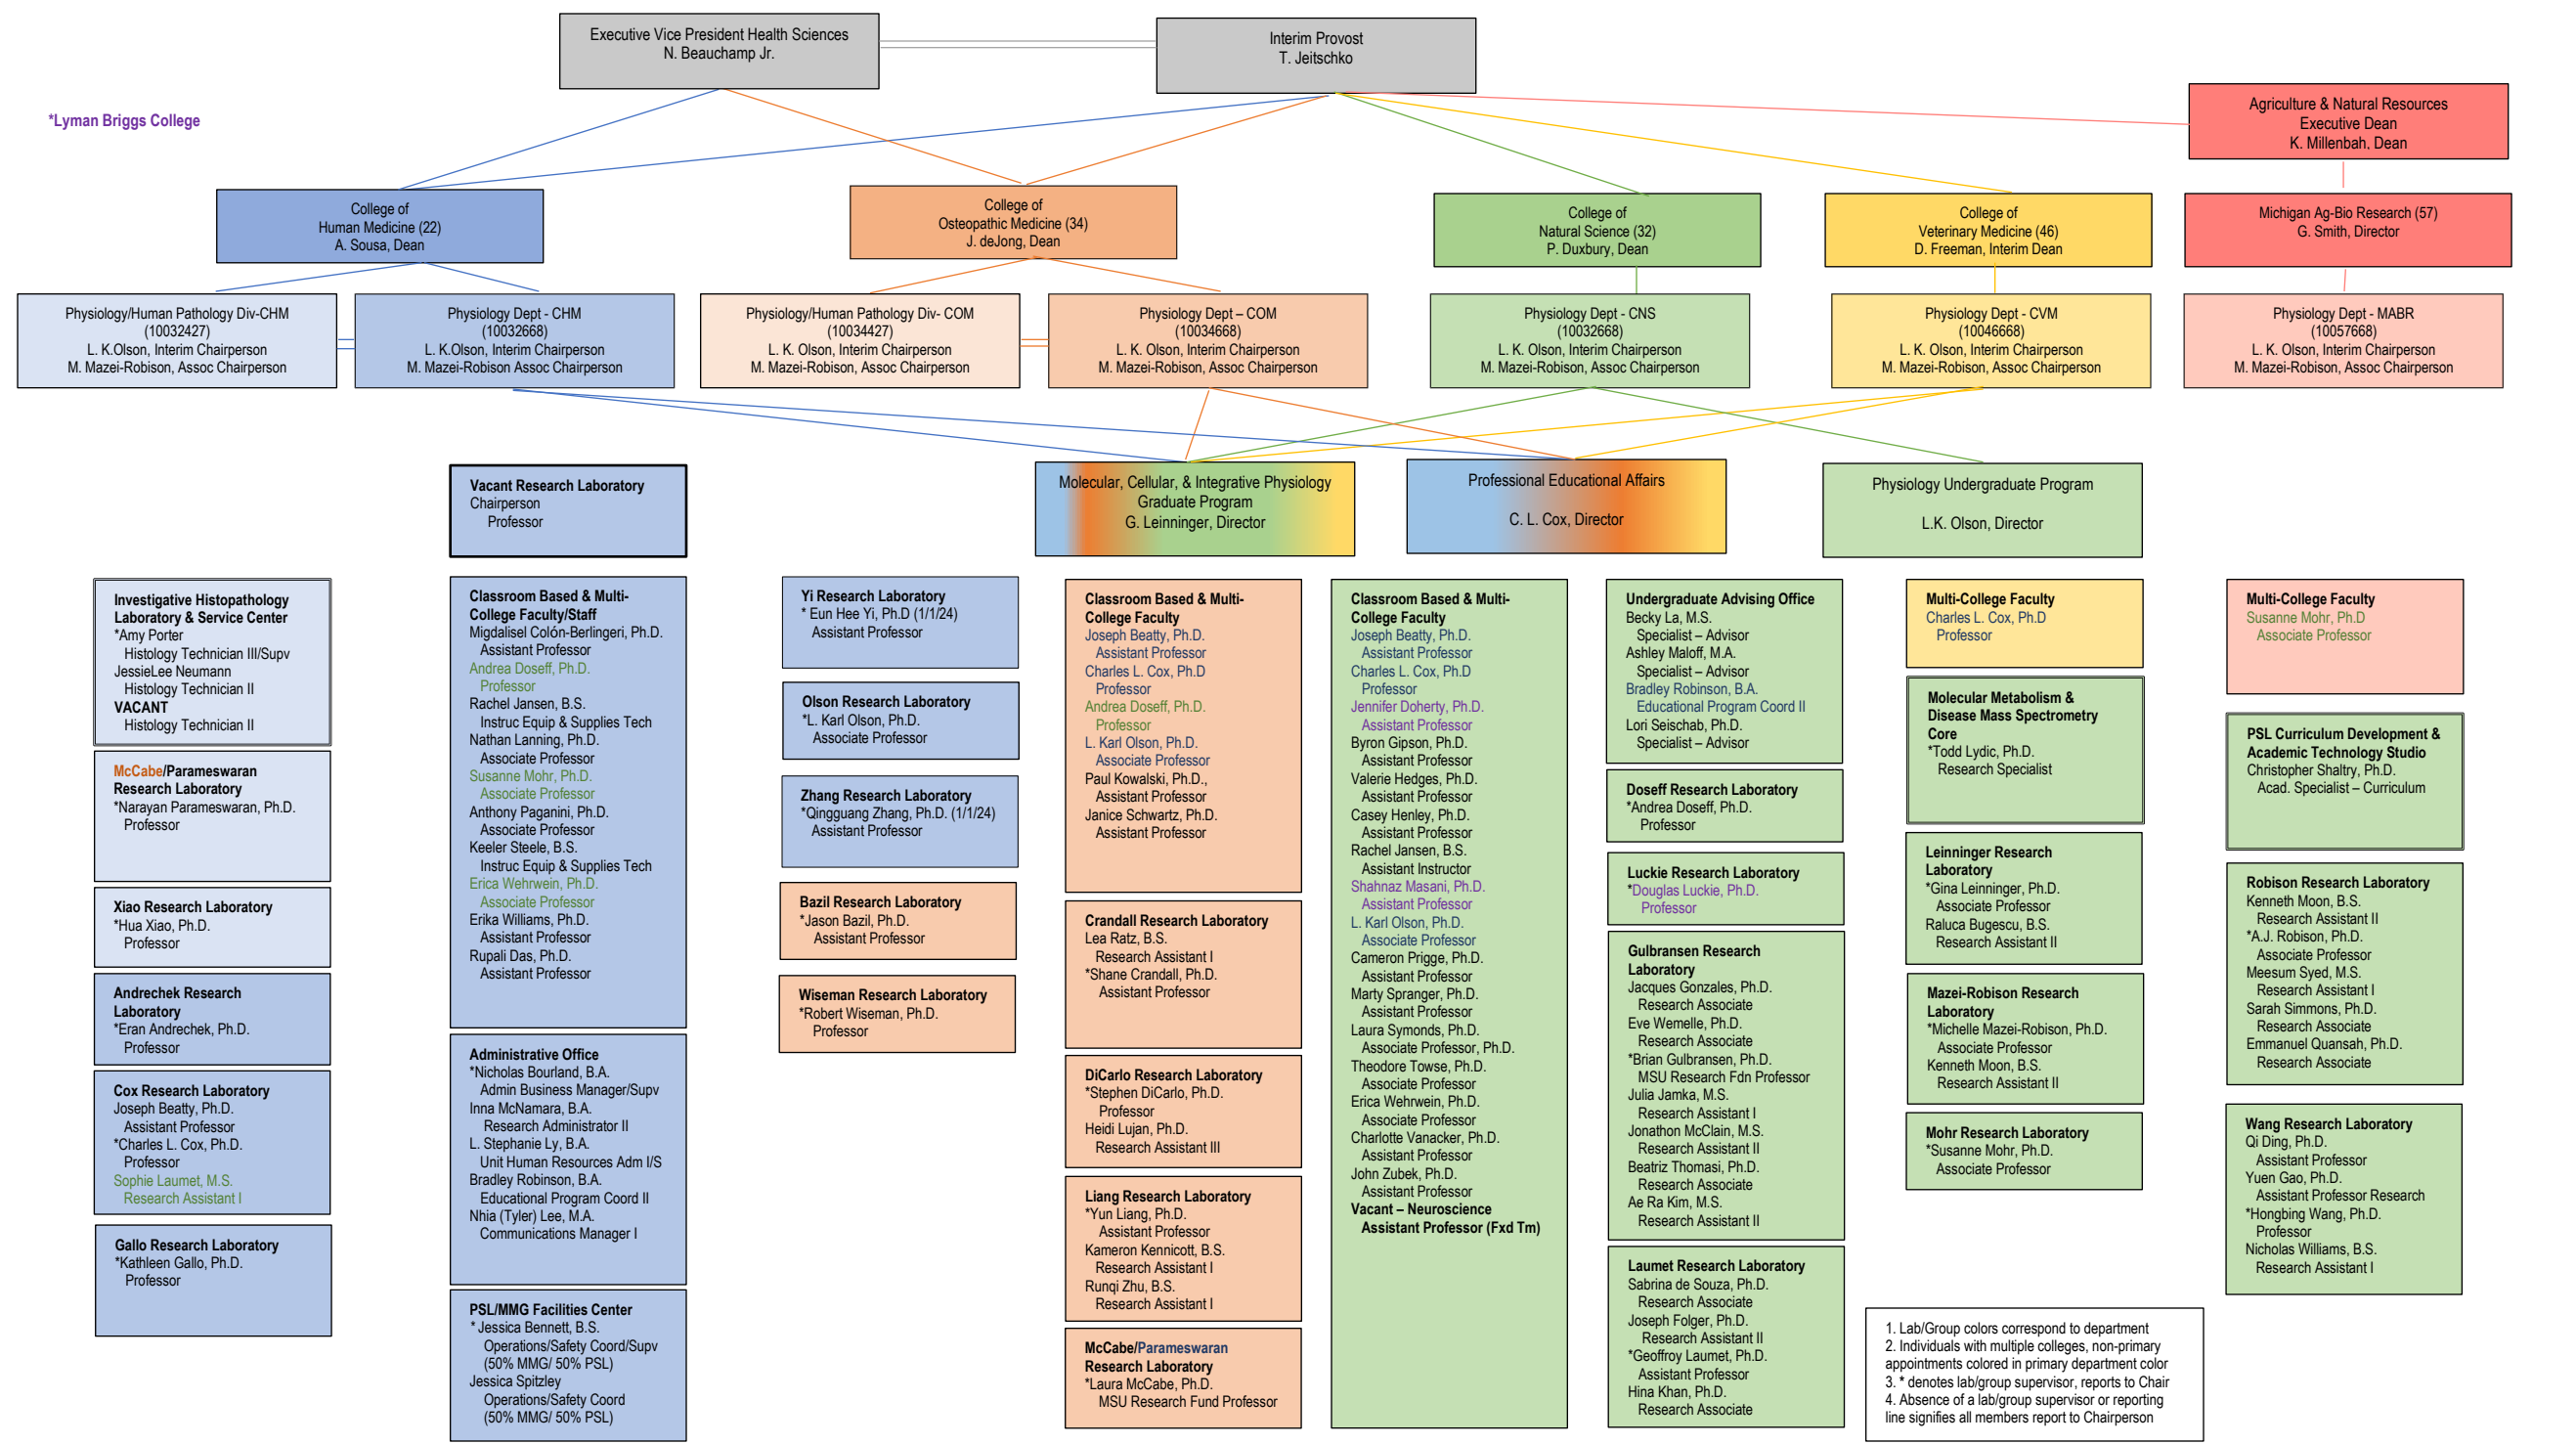 Executive Vice President Health Sciences
N. Beauchamp Jr.
Interim Provost
T. Jeitschko
*Lyman Briggs College
Agriculture & Natural Resources
Executive Dean
K. Millenbah, Dean
College of
Human Medicine (22)
A. Sousa, Dean
College of
Osteopathic Medicine (34)
J. deJong, Dean
College of
Natural Science (32)
P. Duxbury, Dean
College of
Veterinary Medicine (46)
D. Freeman, Interim Dean
Michigan Ag-Bio Research (57)
G. Smith, Director
Physiology/Human Pathology Div-CHM
(10032427)
L. K.Olson, Interim Chairperson
M. Mazei-Robison, Assoc Chairperson
Physiology Dept - CHM
(10032668)
L. K.Olson, Interim Chairperson
M. Mazei-Robison Assoc Chairperson
Physiology/Human Pathology Div- COM
(10034427)
L. K. Olson, Interim Chairperson
M. Mazei-Robison, Assoc Chairperson
Physiology Dept – COM
(10034668)
L. K. Olson, Interim Chairperson
M. Mazei-Robison, Assoc Chairperson
Physiology Dept - CNS
(10032668)
L. K. Olson, Interim Chairperson
M. Mazei-Robison, Assoc Chairperson
Physiology Dept - CVM
(10046668)
L. K. Olson, Interim Chairperson
M. Mazei-Robison, Assoc Chairperson
Physiology Dept - MABR
(10057668)
L. K. Olson, Interim Chairperson
M. Mazei-Robison, Assoc Chairperson
Vacant Research Laboratory
Chairperson
Professor
Molecular, Cellular, & Integrative Physiology
Graduate Program
G. Leinninger, Director
Professional Educational Affairs
C. L. Cox, Director
Physiology Undergraduate Program
L.K. Olson, Director
Investigative Histopathology
Laboratory & Service Center
*Amy Porter
Histology Technician III/Supv
JessieLee Neumann
Histology Technician II
VACANT
Histology Technician II
McCabe/Parameswaran
Research Laboratory
*Narayan Parameswaran, Ph.D.
Professor
Xiao Research Laboratory
*Hua Xiao, Ph.D.
Professor
Andrechek Research
Laboratory
*Eran Andrechek, Ph.D.
Professor
Cox Research Laboratory
Joseph Beatty, Ph.D.
Assistant Professor
*Charles L. Cox, Ph.D.
Professor
Sophie Laumet, M.S.
Research Assistant I
Gallo Research Laboratory
*Kathleen Gallo, Ph.D.
Professor
Classroom Based & Multi-
College Faculty/Staff
Migdalisel Colón-Berlingeri, Ph.D.
Assistant Professor
Andrea Doseff, Ph.D.
Professor
Rachel Jansen, B.S.
Instruc Equip & Supplies Tech
Nathan Lanning, Ph.D.
Associate Professor
Susanne Mohr, Ph.D.
Associate Professor
Anthony Paganini, Ph.D.
Associate Professor
Keeler Steele, B.S.
Instruc Equip & Supplies Tech
Erica Wehrwein, Ph.D.
Associate Professor
Erika Williams, Ph.D.
Assistant Professor
Rupali Das, Ph.D.
Assistant Professor
Administrative Office
*Nicholas Bourland, B.A.
Admin Business Manager/Supv
Inna McNamara, B.A.
Research Administrator II
L. Stephanie Ly, B.A.
Unit Human Resources Adm I/S
Bradley Robinson, B.A.
Educational Program Coord II
Nhia (Tyler) Lee, M.A.
Communications Manager I
PSL/MMG Facilities Center
* Jessica Bennett, B.S.
Operations/Safety Coord/Supv
(50% MMG/ 50% PSL)
Jessica Spitzley
Operations/Safety Coord
(50% MMG/ 50% PSL)
Yi Research Laboratory
* Eun Hee Yi, Ph.D (1/1/24)
Assistant Professor
Olson Research Laboratory
*L. Karl Olson, Ph.D.
Associate Professor
Zhang Research Laboratory
*Qingguang Zhang, Ph.D. (1/1/24)
Assistant Professor
Bazil Research Laboratory
*Jason Bazil, Ph.D.
Assistant Professor
Wiseman Research Laboratory
*Robert Wiseman, Ph.D.
Professor
Classroom Based & Multi-
College Faculty
Joseph Beatty, Ph.D.
Assistant Professor
Charles L. Cox, Ph.D
Professor
Andrea Doseff, Ph.D.
Professor
L. Karl Olson, Ph.D.
Associate Professor
Paul Kowalski, Ph.D.,
Assistant Professor
Janice Schwartz, Ph.D.
Assistant Professor
Crandall Research Laboratory
Lea Ratz, B.S.
Research Assistant I
*Shane Crandall, Ph.D.
Assistant Professor
DiCarlo Research Laboratory
*Stephen DiCarlo, Ph.D.
Professor
Heidi Lujan, Ph.D.
Research Assistant III
Liang Research Laboratory
*Yun Liang, Ph.D.
Assistant Professor
Kameron Kennicott, B.S.
Research Assistant I
Runqi Zhu, B.S.
Research Assistant I
McCabe/Parameswaran
Research Laboratory
*Laura McCabe, Ph.D.
MSU Research Fund Professor
Classroom Based & Multi-
College Faculty
Joseph Beatty, Ph.D.
Assistant Professor
Charles L. Cox, Ph.D
Professor
Jennifer Doherty, Ph.D.
Assistant Professor
Byron Gipson, Ph.D.
Assistant Professor
Valerie Hedges, Ph.D.
Assistant Professor
Casey Henley, Ph.D.
Assistant Professor
Rachel Jansen, B.S.
Assistant Instructor
Shahnaz Masani, Ph.D.
Assistant Professor
L. Karl Olson, Ph.D.
Associate Professor
Cameron Prigge, Ph.D.
Assistant Professor
Marty Spranger, Ph.D.
Assistant Professor
Laura Symonds, Ph.D.
Associate Professor, Ph.D.
Theodore Towse, Ph.D.
Associate Professor
Erica Wehrwein, Ph.D.
Associate Professor
Charlotte Vanacker, Ph.D.
Assistant Professor
John Zubek, Ph.D.
Assistant Professor
Vacant – Neuroscience
Assistant Professor (Fxd Tm)
Undergraduate Advising Office
Becky La, M.S.
Specialist – Advisor
Ashley Maloff, M.A.
Specialist – Advisor
Bradley Robinson, B.A.
Educational Program Coord II
Lori Seischab, Ph.D.
Specialist – Advisor
Doseff Research Laboratory
*Andrea Doseff, Ph.D.
Professor
Luckie Research Laboratory
*Douglas Luckie, Ph.D.
Professor
Gulbransen Research
Laboratory
Jacques Gonzales, Ph.D.
Research Associate
Eve Wemelle, Ph.D.
Research Associate
*Brian Gulbransen, Ph.D.
MSU Research Fdn Professor
Julia Jamka, M.S.
Research Assistant I
Jonathon McClain, M.S.
Research Assistant II
Beatriz Thomasi, Ph.D.
Research Associate
Ae Ra Kim, M.S.
Research Assistant II
Laumet Research Laboratory
Sabrina de Souza, Ph.D.
Research Associate
Joseph Folger, Ph.D.
Research Assistant II
*Geoffroy Laumet, Ph.D.
Assistant Professor
Hina Khan, Ph.D.
Research Associate
Multi-College Faculty
Charles L. Cox, Ph.D
Professor
Molecular Metabolism &
Disease Mass Spectrometry
Core
*Todd Lydic, Ph.D.
Research Specialist
Leinninger Research
Laboratory
*Gina Leinninger, Ph.D.
Associate Professor
Raluca Bugescu, B.S.
Research Assistant II
Mazei-Robison Research
Laboratory
*Michelle Mazei-Robison, Ph.D.
Associate Professor
Kenneth Moon, B.S.
Research Assistant II
Mohr Research Laboratory
*Susanne Mohr, Ph.D.
Associate Professor
Multi-College Faculty
Susanne Mohr, Ph.D
Associate Professor
PSL Curriculum Development &
Academic Technology Studio
Christopher Shaltry, Ph.D.
Acad. Specialist – Curriculum
Robison Research Laboratory
Kenneth Moon, B.S.
Research Assistant II
*A.J. Robison, Ph.D.
Associate Professor
Meesum Syed, M.S.
Research Assistant I
Sarah Simmons, Ph.D.
Research Associate
Emmanuel Quansah, Ph.D.
Research Associate
Wang Research Laboratory
Qi Ding, Ph.D.
Assistant Professor
Yuen Gao, Ph.D.
Assistant Professor Research
*Hongbing Wang, Ph.D.
Professor
Nicholas Williams, B.S.
Research Assistant I
1. Lab/Group colors correspond to department
2. Individuals with multiple colleges, non-primary
appointments colored in primary department color
3. * denotes lab/group supervisor, reports to Chair
4. Absence of a lab/group supervisor or reporting
line signifies all members report to Chairperson